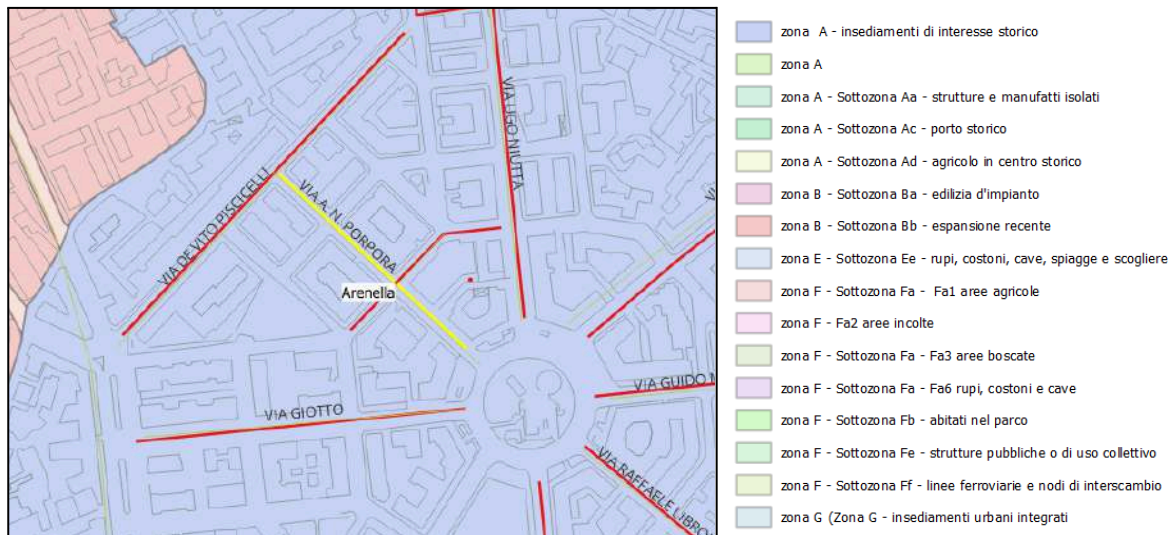 VIA UGO NIUTTA
VIA DE VITO PISCICELLI
VIA A. N. PORPORA
Arenella
VIA GIOTTO
VIA GUIDO
VIA RAFFAELE
zona A - insediamenti di interesse storico
zona A
zona A - Sottozona Aa - strutture e manufatti isolati
zona A - Sottozona Ac - porto storico
zona A - Sottozona Ad - agricolo in centro storico
zona B - Sottozona Ba - edilizia d'impianto
zona B - Sottozona Bb - espansione recente
zona E - Sottozona Ee - rupi, costoni, cave, spiagge e scogliere
zona F - Sottozona Fa - Fa1 aree agricole
zona F - Fa2 aree incolte
zona F - Sottozona Fa - Fa3 aree boscate
zona F - Sottozona Fa - Fa6 rupi, costoni e cave
zona F - Sottozona Fb - abitati nel parco
zona F - Sottozona Fe - strutture pubbliche o di uso collettivo
zona F - Sottozona Ff - linee ferroviarie e nodi di interscambio
zona G (Zona G - insediamenti urbani integrati